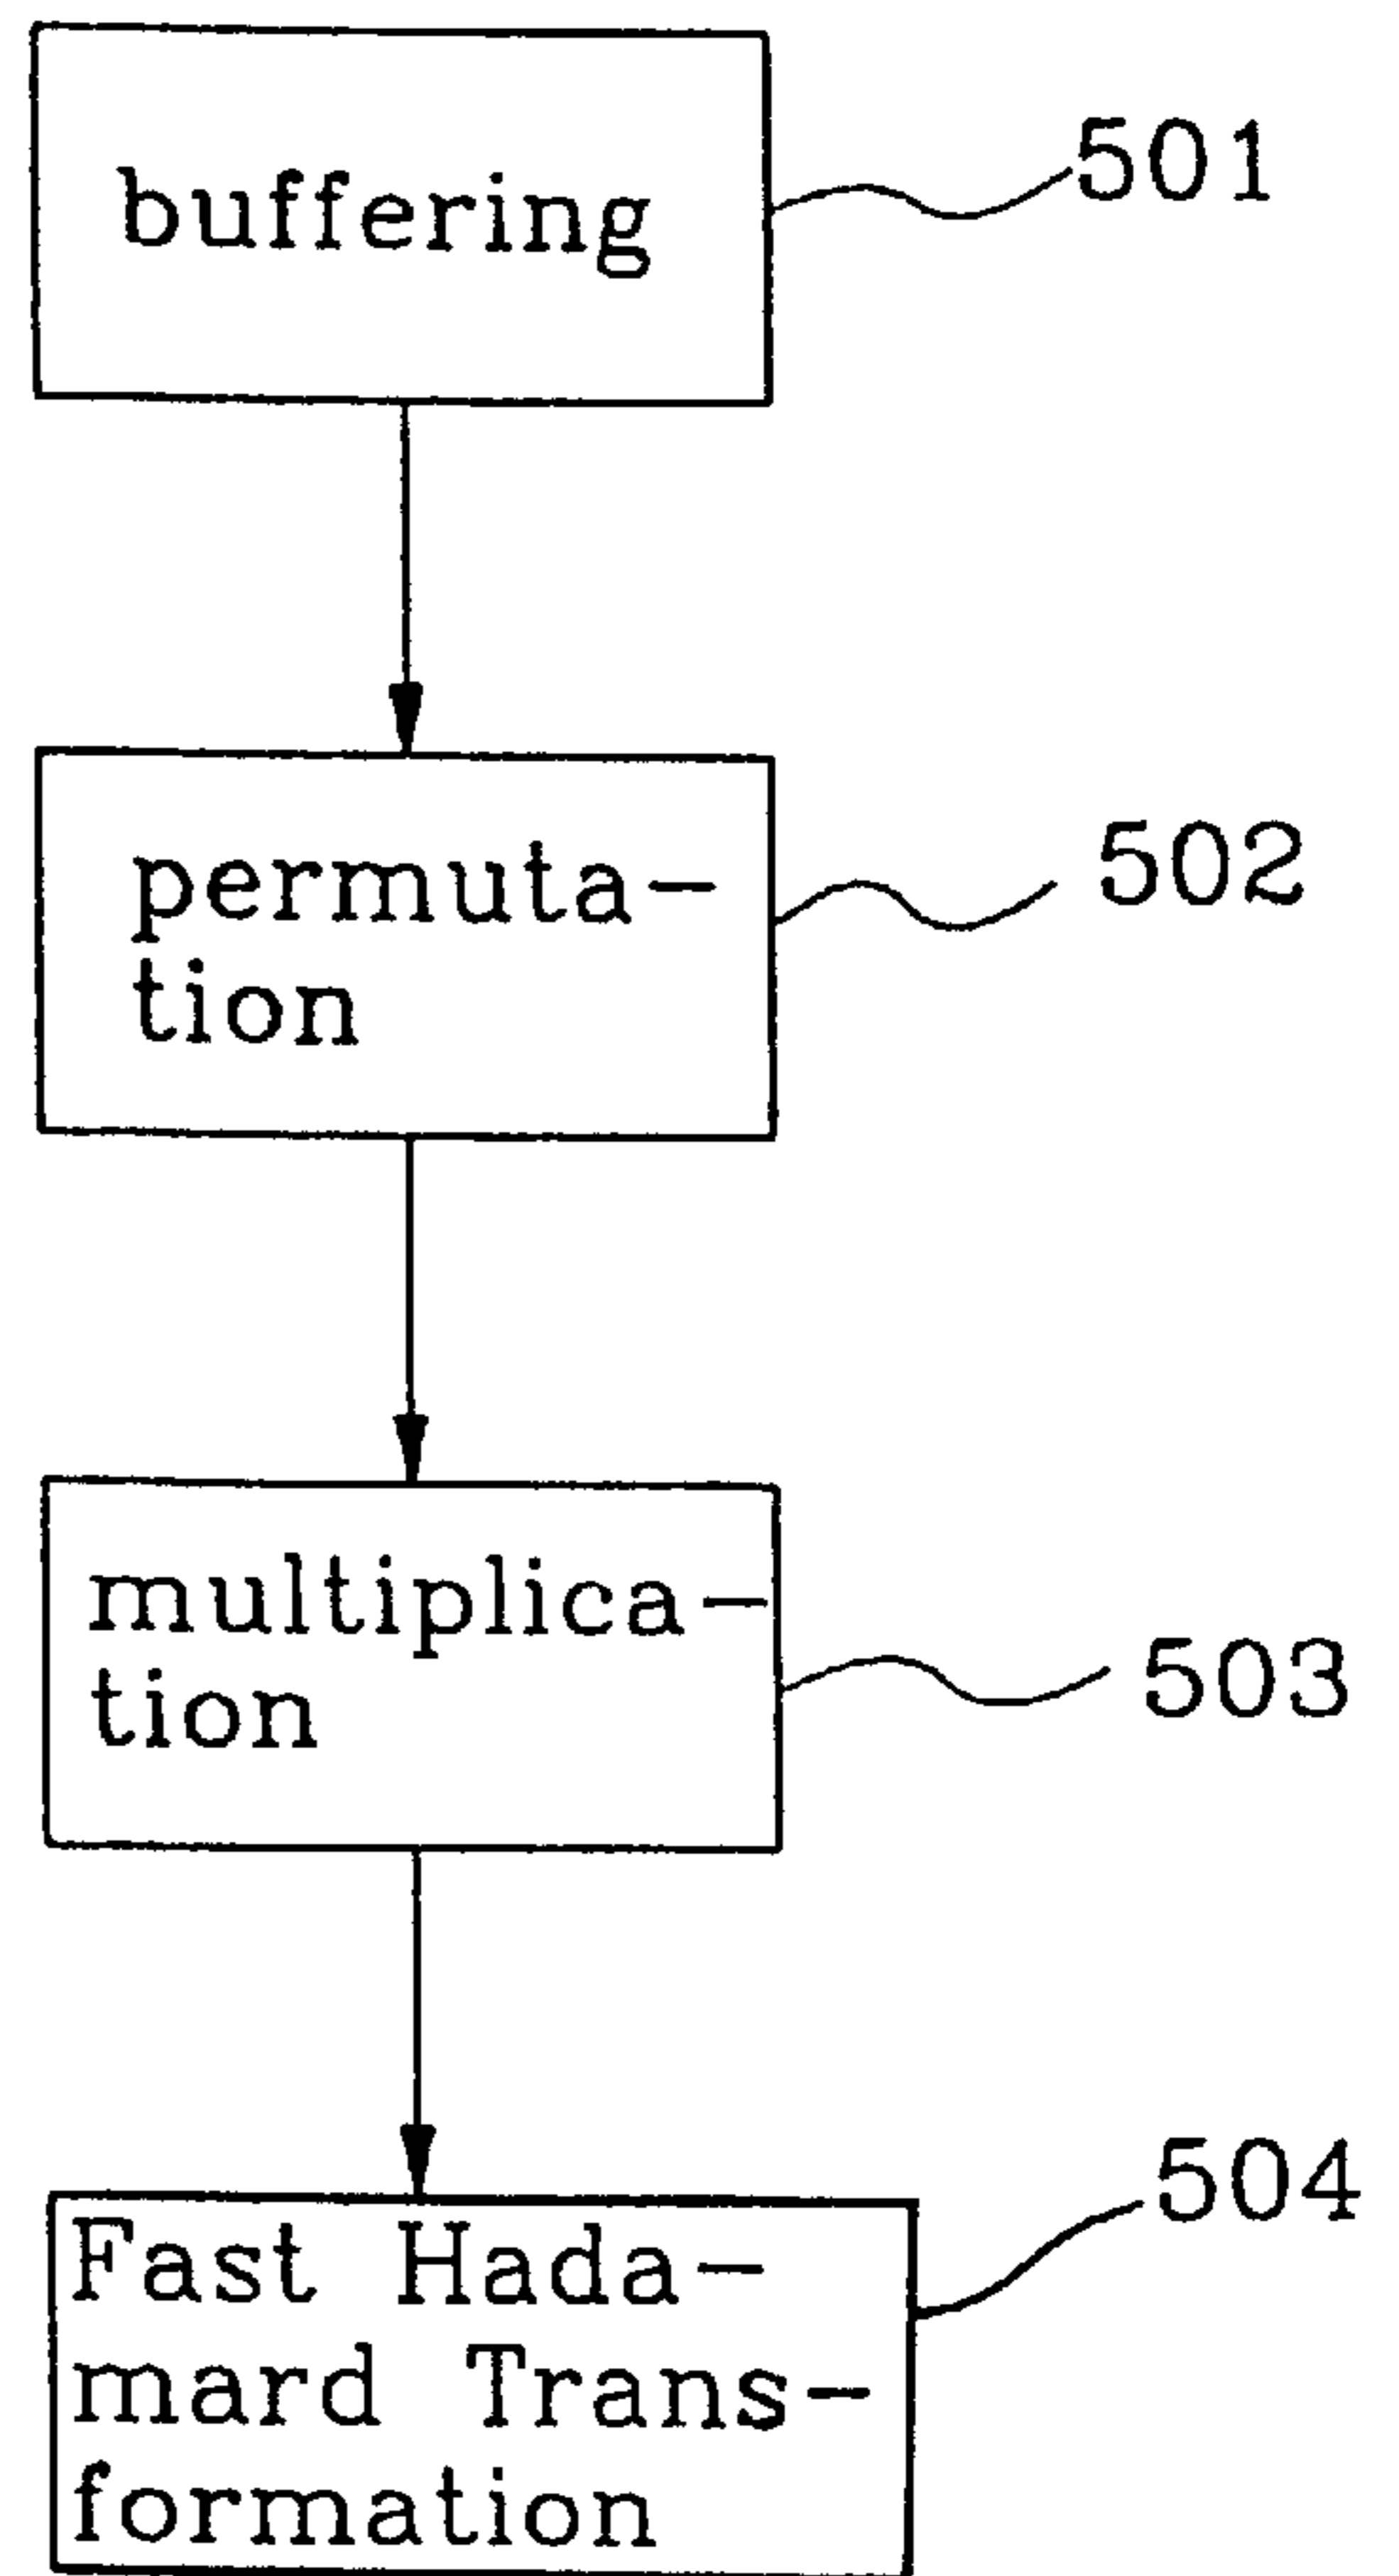 buffering
501
permuta-
tion
502
multiplica-
tion
503
504
Fast Hada-
mard Trans-
formation